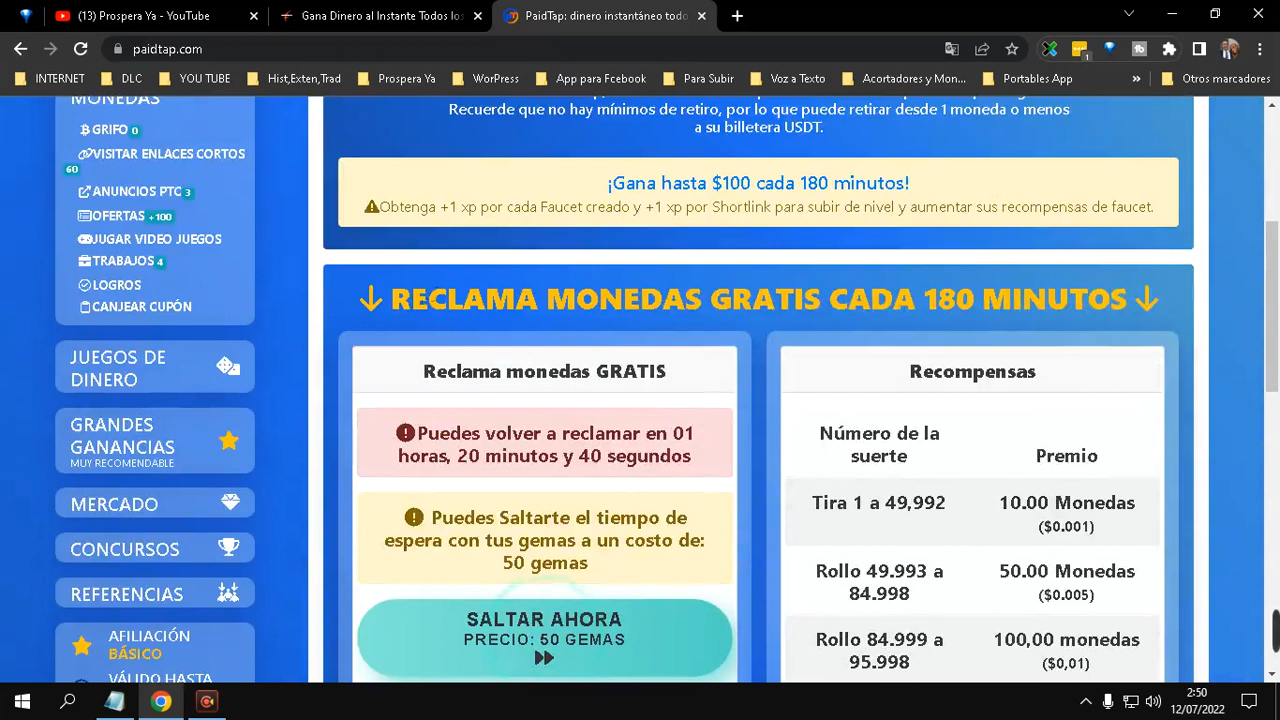 (13) Prospera Ya - YouTube
Gana Dinero al Instante Todos los
PaidTap: dinero instantáneo todo
paidtap.com
1
INTERNET
DLC
YOU TUBE
Hist,Exten,Trad
Prospera Ya
WorPress
App para Fcebook
Para Subir
Voz a Texto
Acortadores y Mon...
Portables App
»
Otros marcadores
MONEDAS
GRIFO 0
VISITAR ENLACES CORTOS
60
ANUNCIOS PTC 3
OFERTAS +100
JUGAR VIDEO JUEGOS
TRABAJOS 4
LOGROS
CANJEAR CUPÓN
JUEGOS DE
DINERO
GRANDES
GANANCIAS
MUY RECOMENDABLE
MERCADO
CONCURSOS
REFERENCIAS
AFILIACIÓN
BÁSICO
VÁLIDO HASTA
Recuerde que no hay mínimos de retiro, por lo que puede retirar desde 1 moneda o menos
a su billetera USDT.
¡Gana hasta $100 cada 180 minutos!
Obtenga +1 xp por cada Faucet creado y +1 xp por Shortlink para subir de nivel y aumentar sus recompensas de faucet.
↓ RECLAMA MONEDAS GRATIS CADA 180 MINUTOS ↓
Reclama monedas GRATIS
Puedes volver a reclamar en 01
horas, 20 minutos y 40 segundos
Puedes Saltarte el tiempo de
espera con tus gemas a un costo de:
50 gemas
SALTAR AHORA
PRECIO: 50 GEMAS
Recompensas
Número de la
suerte
Premio
Tira 1 a 49,992
10.00 Monedas
($0.001)
Rollo 49.993 a
84.998
50.00 Monedas
($0.005)
Rollo 84.999 a
95.998
100,00 monedas
($0,01)
2:50
12/07/2022